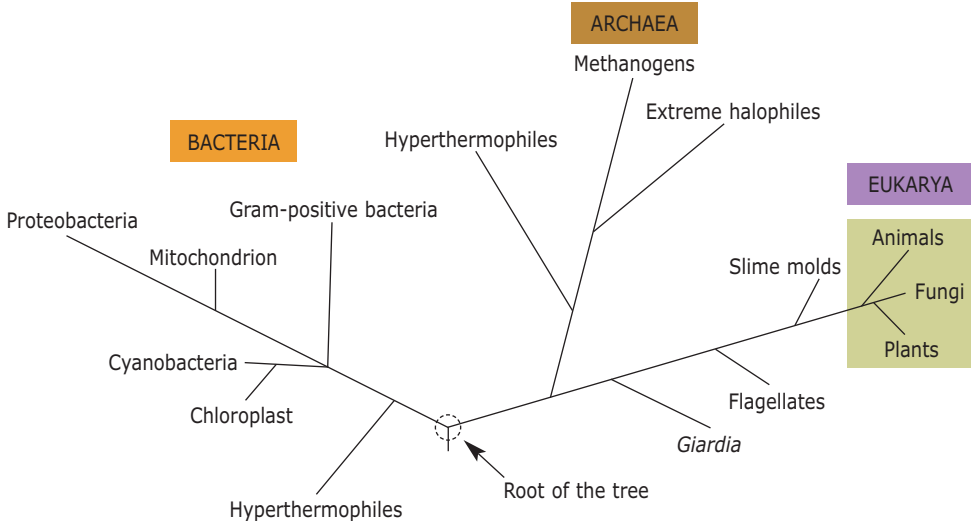 ARCHAEA
Methanogens
Extreme halophiles
Hyperthermophiles
BACTERIA
EUKARYA
Proteobacteria
Gram-positive bacteria
Mitochondrion
Animals
Slime molds
Fungi
Plants
Cyanobacteria
Chloroplast
Flagellates
Giardia
Root of the tree
Hyperthermophiles